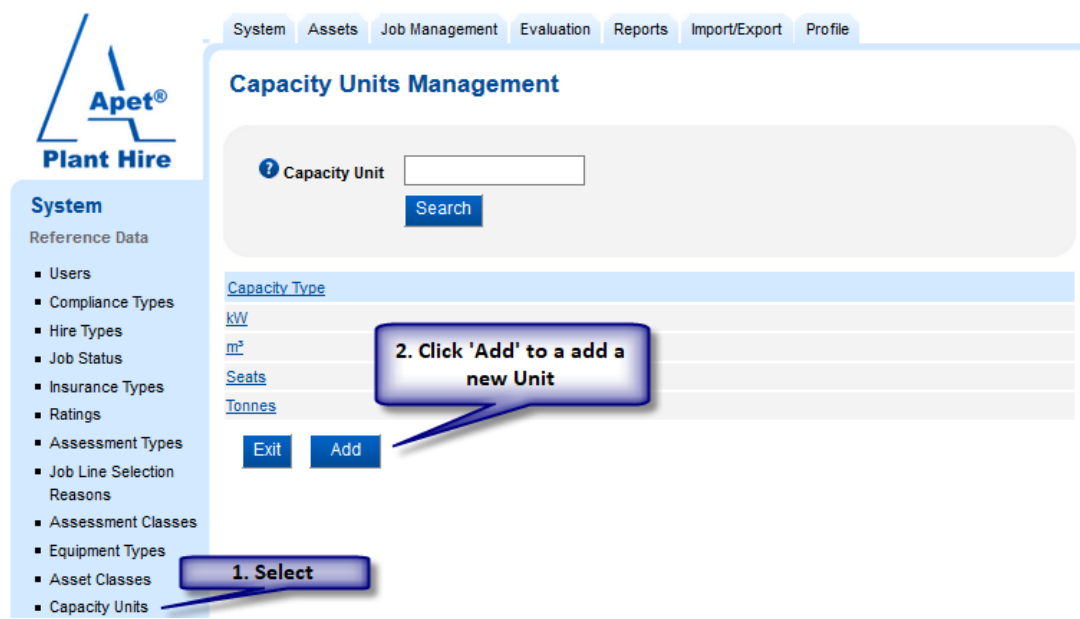 Apet®
Plant Hire
System Assets Job Management Evaluation Reports Import/Export Profile
Capacity Units Management
? Capacity Unit
Search
System
Reference Data
Users
Compliance Types
Hire Types
Job Status
Insurance Types
Ratings
Assessment Types
Job Line Selection
Reasons
Assessment Classes
Equipment Types
Asset Classes
Capacity Units
Capacity Type
kW
m³
Seats
Tonnes
Exit Add
2. Click 'Add' to a add a
new Unit
1. Select